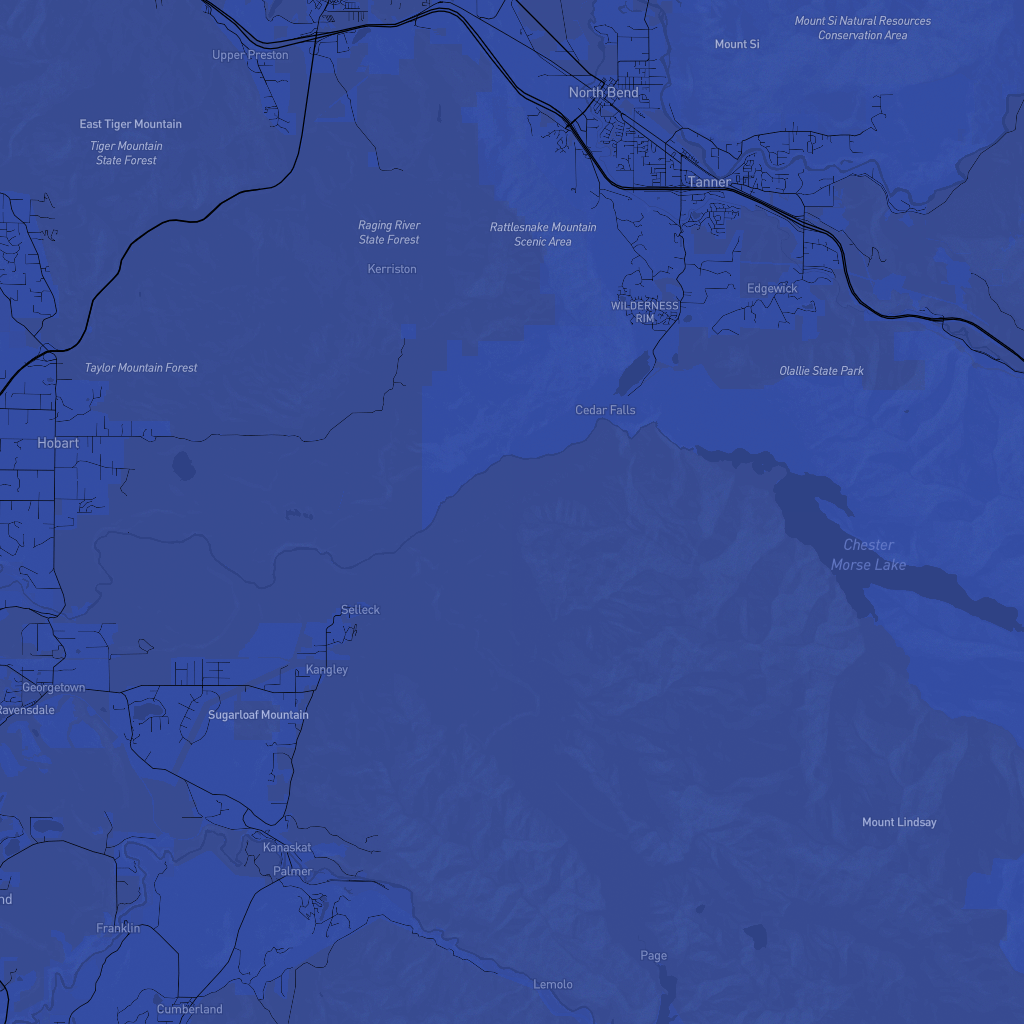 Mount Si Natural Resources
Conservation Area
Mount Si
Upper Preston
North Bend
East Tiger Mountain
Tiger Mountain
State Forest
Tanner
Raging River
State Forest
Rattlesnake Mountain
Scenic Area
Kerriston
Edgewick
WILDERNESS
RIM
Taylor Mountain Forest
Olallie State Park
Cedar Falls
Hobart
Chester
Morse Lake
Selleck
Kangley
Georgetown
Ravensdale
Sugarloaf Mountain
Mount Lindsay
Kanaskat
Palmer
nd
Franklin
Page
Lemolo
Cumberland